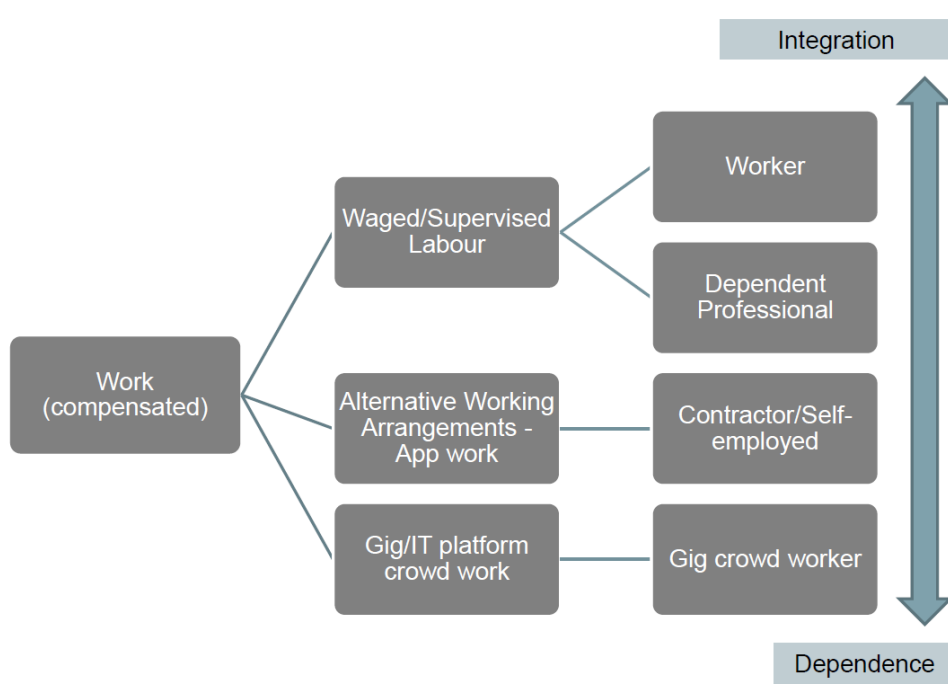 Integration
Worker
Waged/Supervised
Labour
Dependent
Professional
Work
(compensated)
Alternative Working
Arrangements -
App work
Contractor/Self-
employed
Gig/IT platform
crowd work
Gig crowd worker
Dependence